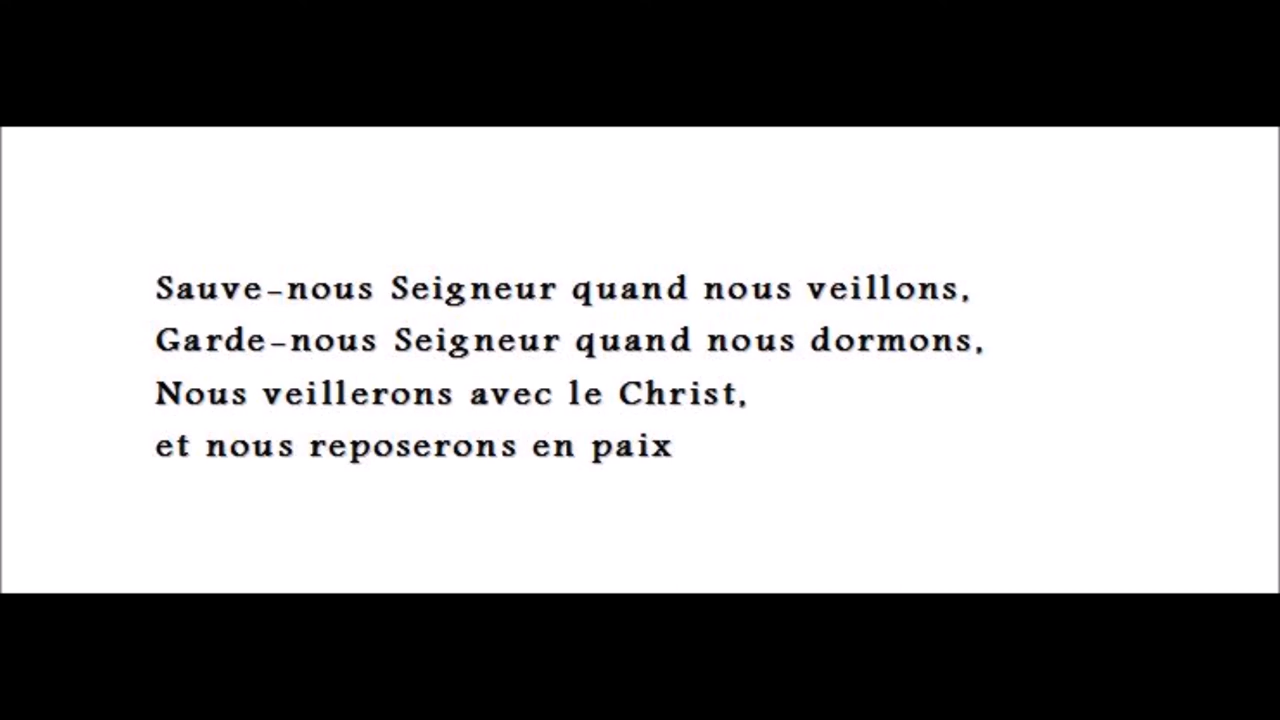 Sauve-nous Seigneur quand nous veillons,
Garde-nous Seigneur quand nous dormons,
Nous veillerons avec le Christ,
et nous reposerons en paix